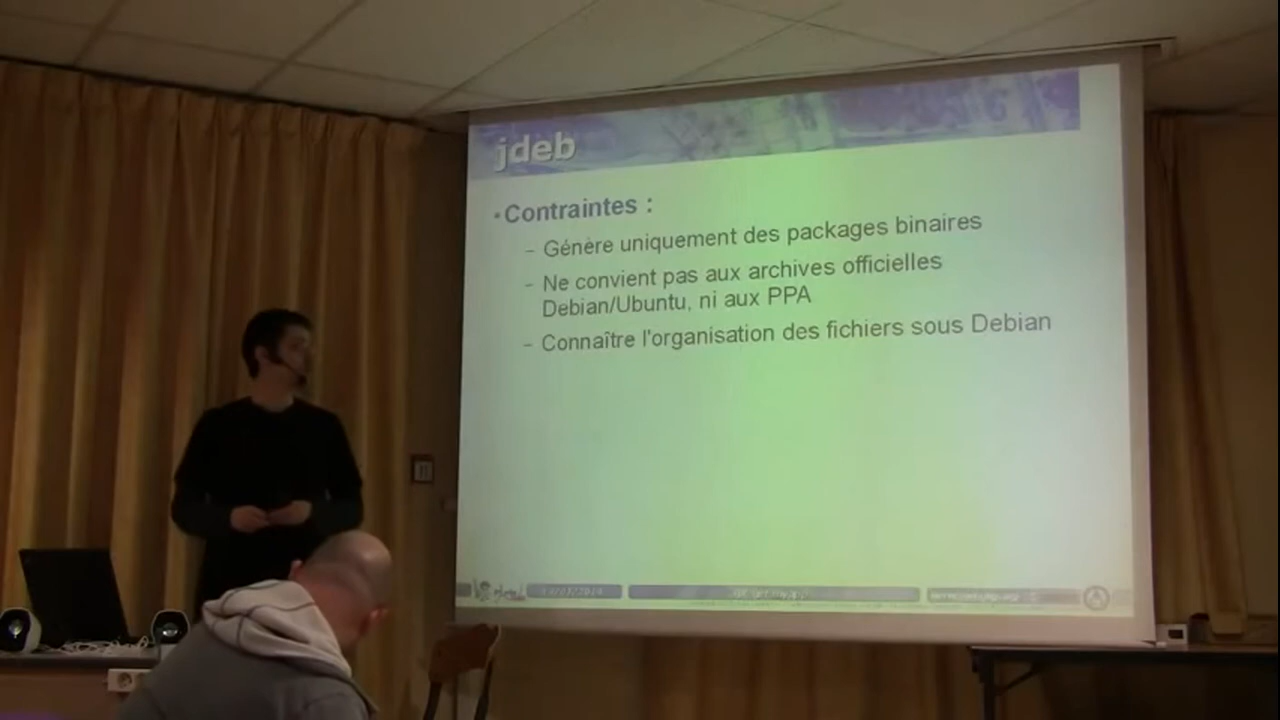 jdeb
• Contraintes :
– Génère uniquement des packages binaires
– Ne convient pas aux archives officielles
Debian/Ubuntu, ni aux PPA
– Connaître l'organisation des fichiers sous Debian